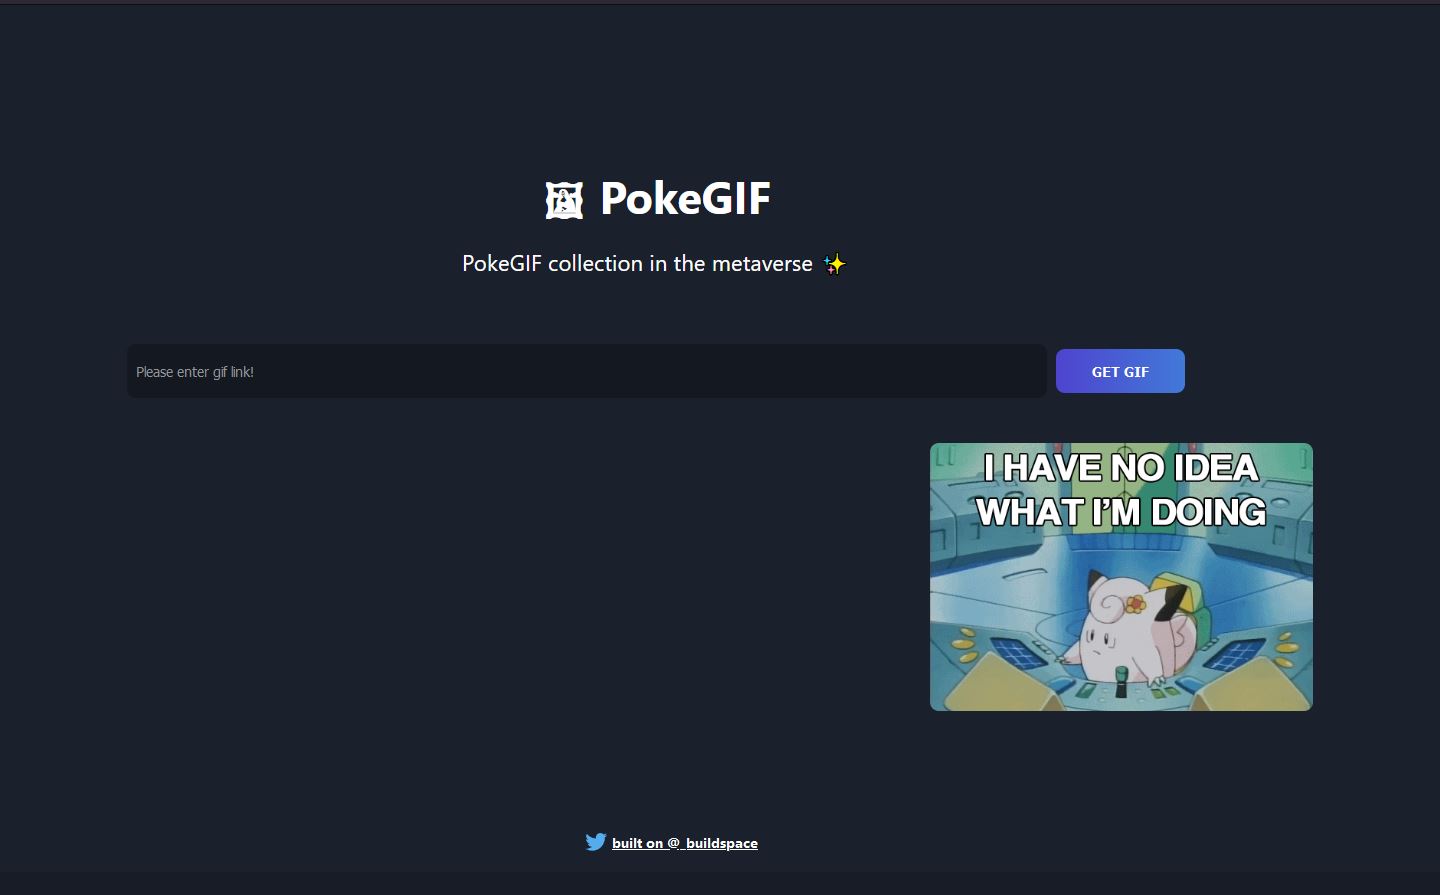 🖼 PokeGIF
PokeGIF collection in the metaverse ✨
Please enter gif link!
GET GIF
I HAVE NO IDEA
WHAT I'M DOING
built on @_buildspace